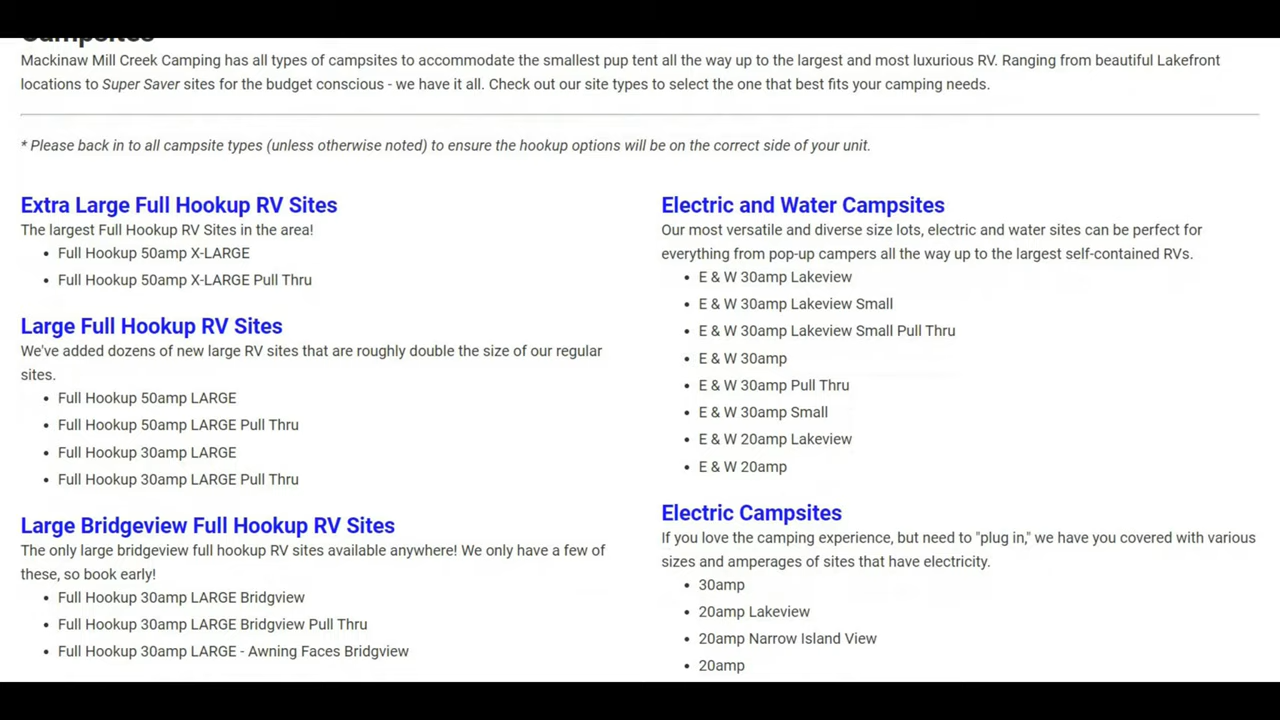 Campsites
Mackinaw Mill Creek Camping has all types of campsites to accommodate the smallest pup tent all the way up to the largest and most luxurious RV. Ranging from beautiful Lakefront
locations to Super Saver sites for the budget conscious - we have it all. Check out our site types to select the one that best fits your camping needs.
* Please back in to all campsite types (unless otherwise noted) to ensure the hookup options will be on the correct side of your unit.
Extra Large Full Hookup RV Sites
The largest Full Hookup RV Sites in the area!
• Full Hookup 50amp X-LARGE
• Full Hookup 50amp X-LARGE Pull Thru
Large Full Hookup RV Sites
We've added dozens of new large RV sites that are roughly double the size of our regular
sites.
• Full Hookup 50amp LARGE
• Full Hookup 50amp LARGE Pull Thru
• Full Hookup 30amp LARGE
• Full Hookup 30amp LARGE Pull Thru
Large Bridgeview Full Hookup RV Sites
The only large bridgeview full hookup RV sites available anywhere! We only have a few of
these, so book early!
• Full Hookup 30amp LARGE Bridgview
• Full Hookup 30amp LARGE Bridgview Pull Thru
• Full Hookup 30amp LARGE - Awning Faces Bridgview
Electric and Water Campsites
Our most versatile and diverse size lots, electric and water sites can be perfect for
everything from pop-up campers all the way up to the largest self-contained RVs.
• E & W 30amp Lakeview
• E & W 30amp Lakeview Small
• E & W 30amp Lakeview Small Pull Thru
• E & W 30amp
• E & W 30amp Pull Thru
• E & W 30amp Small
• E & W 20amp Lakeview
• E & W 20amp
Electric Campsites
If you love the camping experience, but need to "plug in," we have you covered with various
sizes and amperages of sites that have electricity.
• 30amp
• 20amp Lakeview
• 20amp Narrow Island View
• 20amp